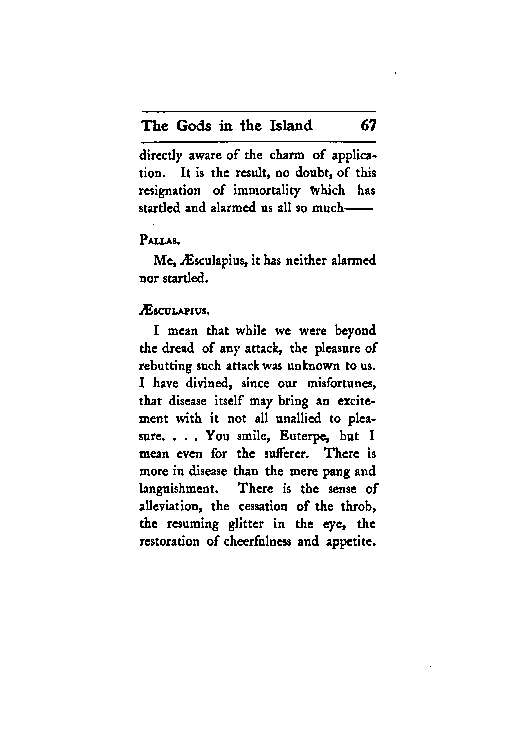 The Gods in the Island 67
directly aware of the charm of applica-
tion. It is the result, no doubt, of this
resignation of immortality which has
startled and alarmed us all so much——
PALLAS.
Me, Æsculapius, it has neither alarmed
nor startled.
ÆSCULAPIUS.
I mean that while we were beyond
the dread of any attack, the pleasure of
rebutting such attack was unknown to us.
I have divined, since our misfortunes,
that disease itself may bring an excite-
ment with it not all unallied to plea-
sure. . . . You smile, Euterpe, but I
mean even for the sufferer. There is
more in disease than the mere pang and
languishment. There is the sense of
alleviation, the cessation of the throb,
the resuming glitter in the eye, the
restoration of cheerfulness and appetite.